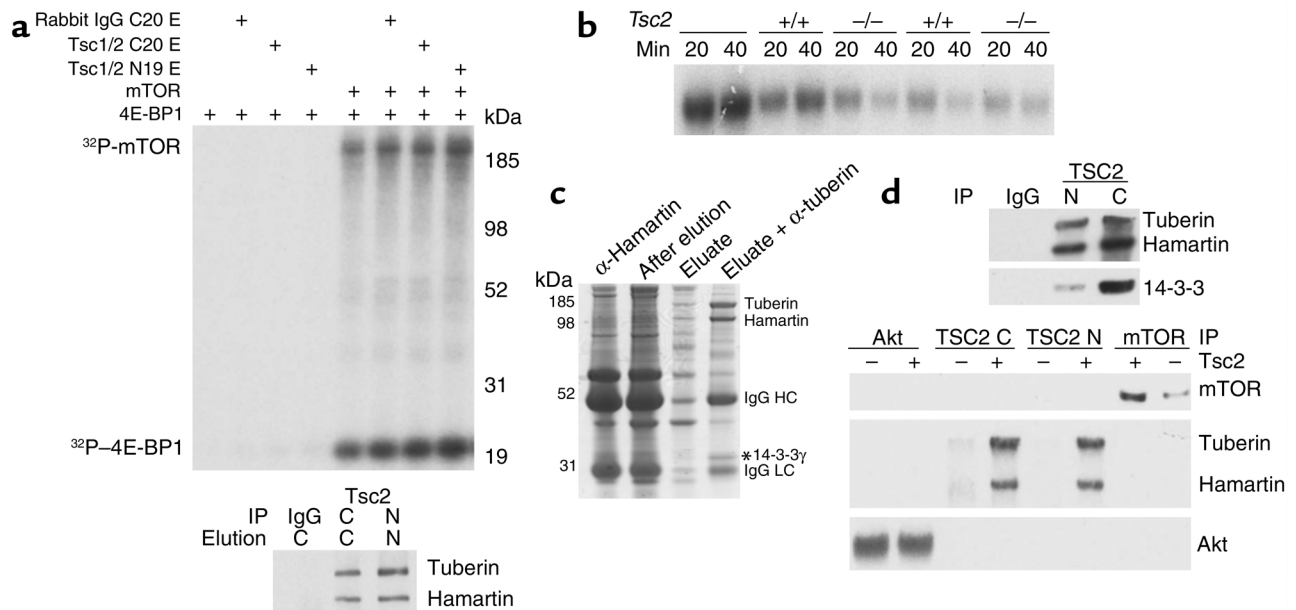 a
Rabbit IgG C20 E + +
Tsc1/2 C20 E + +
Tsc1/2 N19 E + +
mTOR + + + +
4E-BP1 + + + + + + + + kDa
³²P-mTOR
185
98
52
31
³²P–4E-BP1
19
Tsc2
IP IgG C N
Elution C C N
Tuberin
Hamartin
b
Tsc2 +/+ –/– +/+ –/–
Min 20 40 20 40 20 40 20 40 20 40
c
α-Hamartin
After elution
Eluate
Eluate + α-tuberin
kDa
185 Tuberin
98 Hamartin
52 IgG HC
*14-3-3γ
31 IgG LC
d
TSC2
IP IgG N C
Tuberin
Hamartin
14-3-3
Akt TSC2 C TSC2 N mTOR IP
– + – + – + + – Tsc2
mTOR
Tuberin
Hamartin
Akt